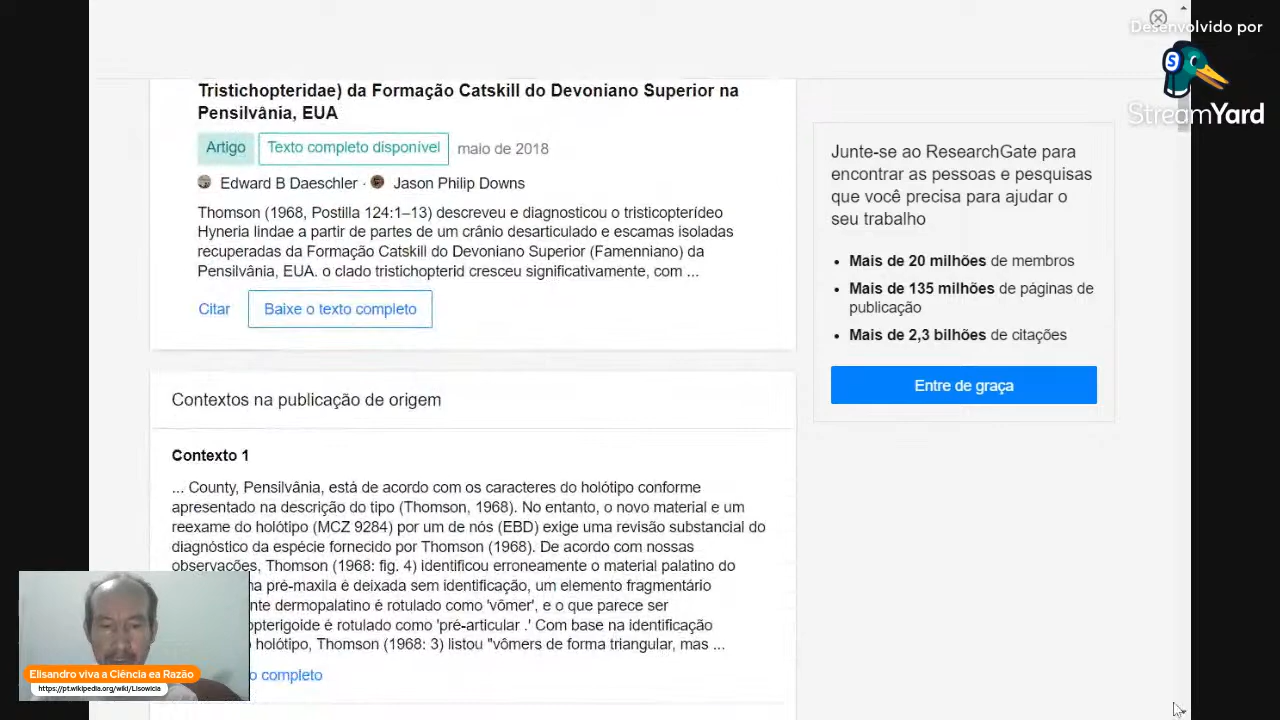 Desenvolvido por
StreamYard
Tristichopteridae) da Formação Catskill do Devoniano Superior na
Pensilvânia, EUA
Artigo
Texto completo disponível
maio de 2018
Edward B Daeschler · Jason Philip Downs
Thomson (1968, Postilla 124:1–13) descreveu e diagnosticou o tristicopterídeo
Hyneria lindae a partir de partes de um crânio desarticulado e escamas isoladas
recuperadas da Formação Catskill do Devoniano Superior (Famenniano) da
Pensilvânia, EUA. o clado tristichopterid cresceu significativamente, com ...
Citar
Baixe o texto completo
Junte-se ao ResearchGate para
encontrar as pessoas e pesquisas
que você precisa para ajudar o
seu trabalho
Mais de 20 milhões de membros
Mais de 135 milhões de páginas de
publicação
Mais de 2,3 bilhões de citações
Entre de graça
Contextos na publicação de origem
Contexto 1
... County, Pensilvânia, está de acordo com os caracteres do holótipo conforme
apresentado na descrição do tipo (Thomson, 1968). No entanto, o novo material e um
reexame do holótipo (MCZ 9284) por um de nós (EBD) exige uma revisão substancial do
diagnóstico da espécie fornecido por Thomson (1968). De acordo com nossas
observações, Thomson (1968: fig. 4) identificou erroneamente o material palatino do
na pré-maxila é deixada sem identificação, um elemento fragmentário
nte dermopalatino é rotulado como 'vômer', e o que parece ser
opterigoide é rotulado como 'pré-articular .' Com base na identificação
holótipo, Thomson (1968: 3) listou "vômeres de forma triangular, mas ...
o completo
Elisandro viva a Ciência ea Razão
https://pt.wikipedia.org/wiki/Lisowicia